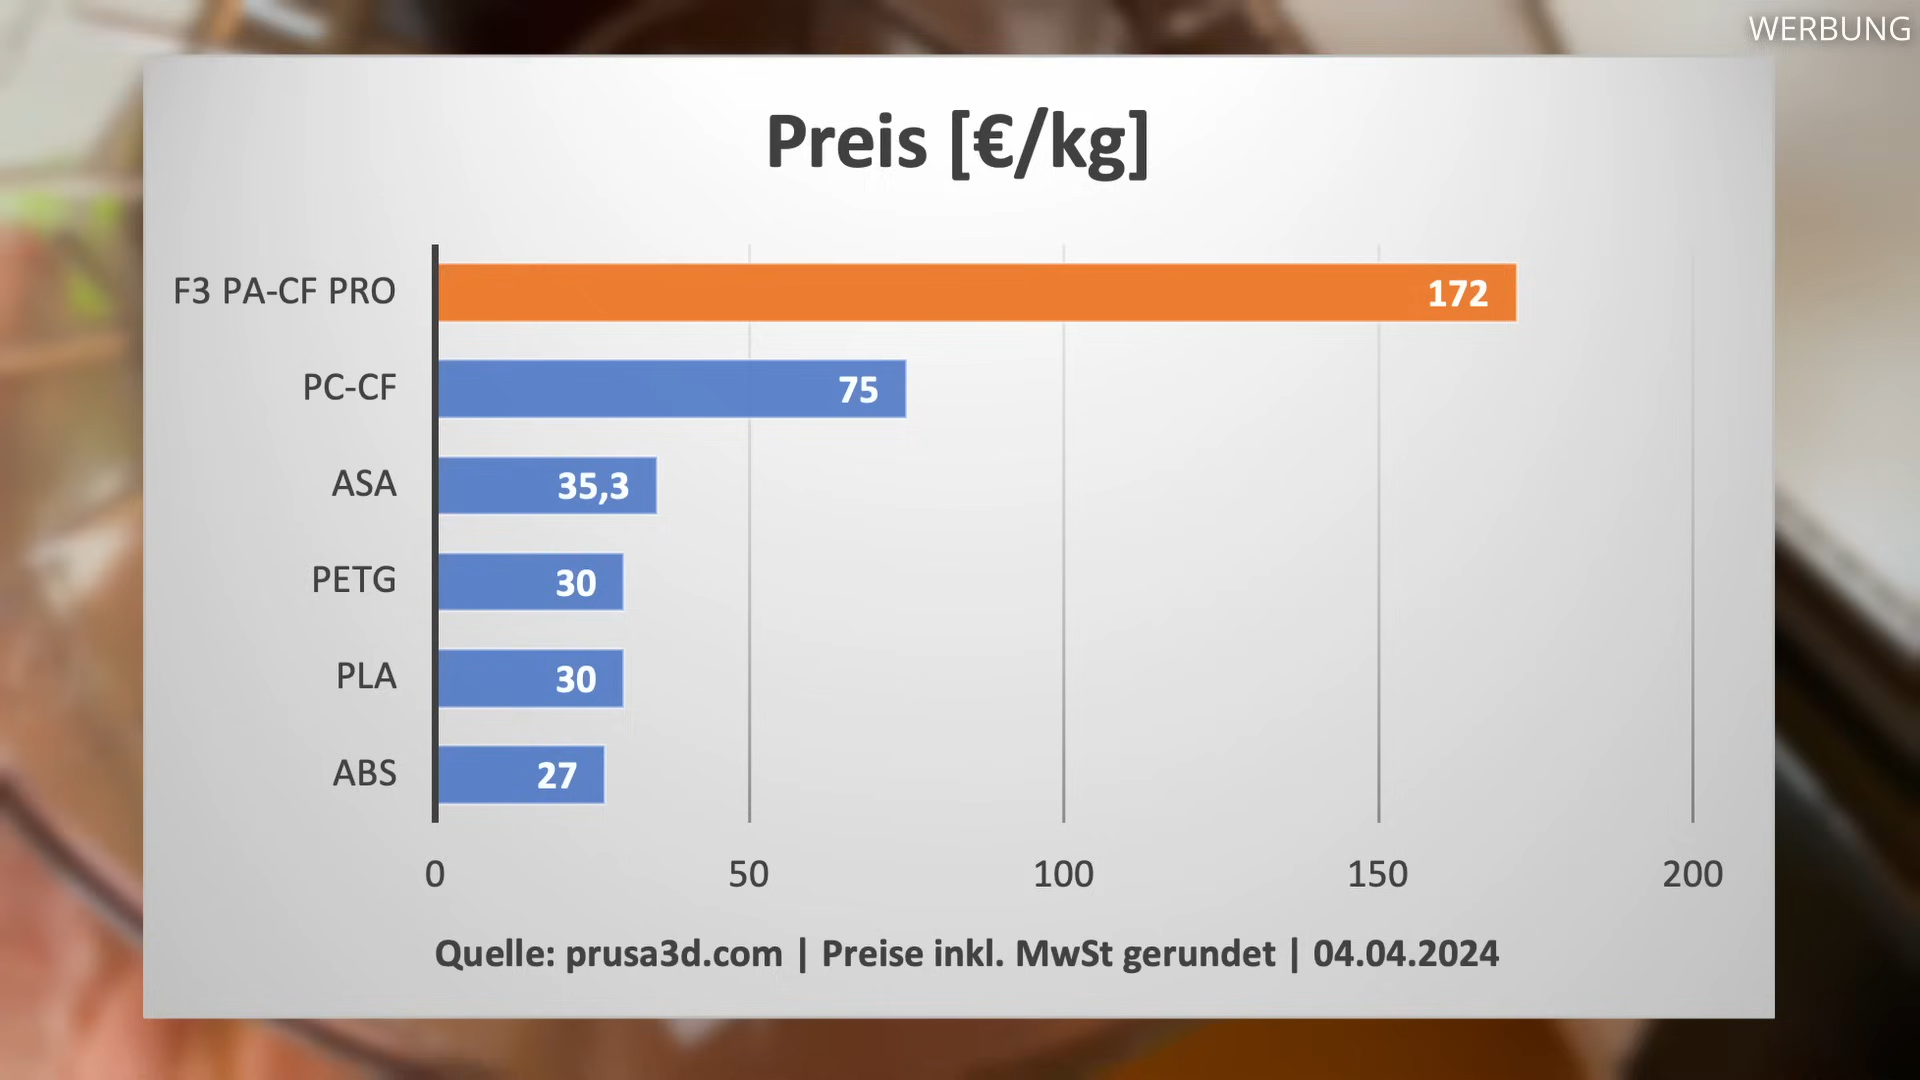 WERBUNG
Preis [€/kg]
F3 PA-CF PRO 172
PC-CF 75
ASA 35,3
PETG 30
PLA 30
ABS 27
0 50 100 150 200
Quelle: prusa3d.com | Preise inkl. MwSt gerundet | 04.04.2024